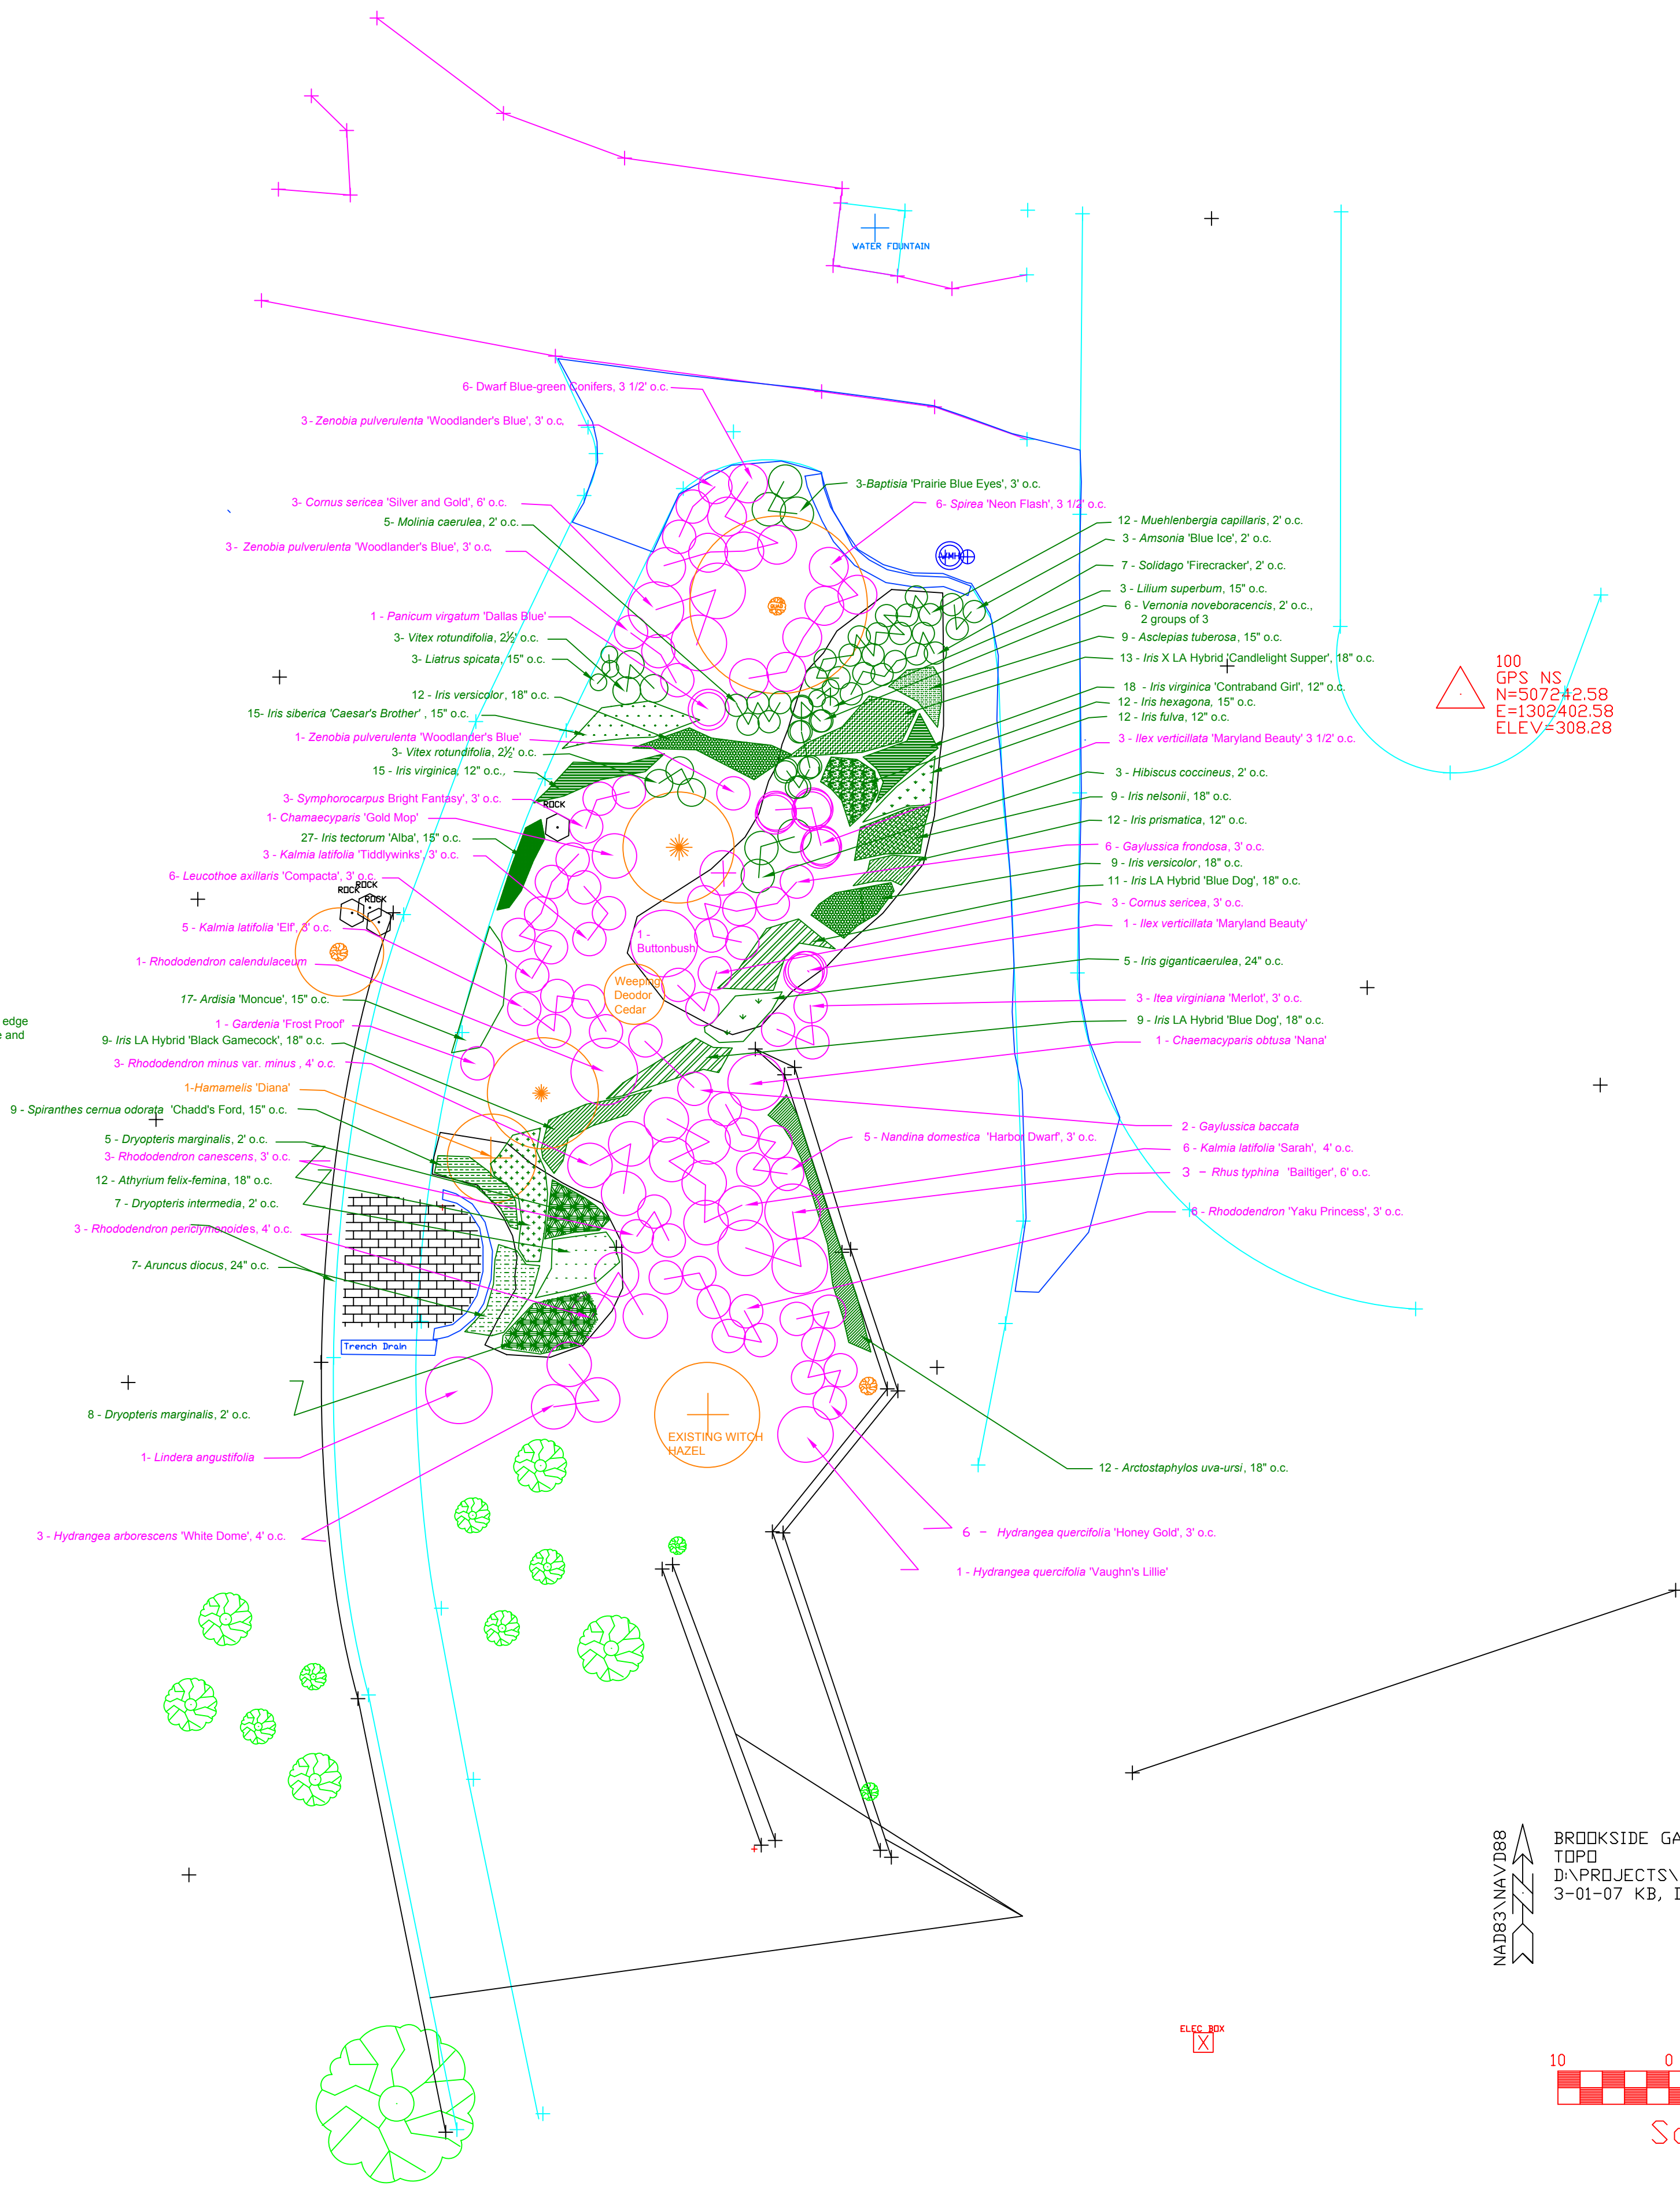 WATER FOUNTAIN
6- Dwarf Blue-green Conifers, 3 1/2' o.c.
3- Zenobia pulverulenta 'Woodlander's Blue', 3' o.c.
3-Baptisia 'Prairie Blue Eyes', 3' o.c.
3- Cornus sericea 'Silver and Gold', 6' o.c.
6- Spirea 'Neon Flash', 3 1/2' o.c.
5- Molinia caerulea, 2' o.c.
12 - Muehlenbergia capillaris, 2' o.c.
3 - Amsonia 'Blue Ice', 2' o.c.
3 - Zenobia pulverulenta 'Woodlander's Blue', 3' o.c.
WMH
7 - Solidago 'Firecracker', 2' o.c.
3 - Lilium superbum, 15" o.c.
6 - Vernonia noveboracensis, 2' o.c.,
2 groups of 3
1 - Panicum virgatum 'Dallas Blue'
QUAD
3- Vitex rotundifolia, 2½' o.c.
9 - Asclepias tuberosa, 15" o.c.
3- Liatrus spicata, 15" o.c.
13 - Iris X LA Hybrid 'Candlelight Supper', 18" o.c.
100
GPS NS
N=507242.58
E=1302402.58
ELEV=308.28
12 - Iris versicolor, 18" o.c.
18 - Iris virginica 'Contraband Girl', 12" o.c.
12 - Iris hexagona, 15" o.c.
15- Iris siberica 'Caesar's Brother' , 15" o.c.
12 - Iris fulva, 12" o.c.
1- Zenobia pulverulenta 'Woodlander's Blue'
3 - Ilex verticillata 'Maryland Beauty' 3 1/2' o.c.
3- Vitex rotundifolia, 2½' o.c.
15 - Iris virginica, 12" o.c.,
3 - Hibiscus coccineus, 2' o.c.
3- Symphorocarpus Bright Fantasy', 3' o.c.
ROCK
9 - Iris nelsonii, 18" o.c.
1- Chamaecyparis 'Gold Mop'
12 - Iris prismatica, 12" o.c.
27- Iris tectorum 'Alba', 15" o.c.
6 - Gaylussica frondosa, 3' o.c.
3 - Kalmia latifolia 'Tiddlywinks', 3' o.c.
9 - Iris versicolor, 18" o.c.
6- Leucothoe axillaris 'Compacta', 3' o.c.
11 - Iris LA Hybrid 'Blue Dog', 18" o.c.
ROCK
ROCK
ROCK
3 - Cornus sericea, 3' o.c.
5 - Kalmia latifolia 'Elf', 3' o.c.
1 - Ilex verticillata 'Maryland Beauty'
1 -
Buttonbush
1- Rhododendron calendulaceum
5 - Iris giganticaerulea, 24" o.c.
Weeping
Deodor
Cedar
17- Ardisia 'Moncue', 15" o.c.
3 - Itea virginiana 'Merlot', 3' o.c.
edge
and
1 - Gardenia 'Frost Proof'
9 - Iris LA Hybrid 'Blue Dog', 18" o.c.
9- Iris LA Hybrid 'Black Gamecock', 18" o.c.
1 - Chaemacyparis obtusa 'Nana'
3- Rhododendron minus var. minus , 4' o.c.
1-Hamamelis 'Diana'
9 - Spiranthes cernua odorata 'Chadd's Ford, 15" o.c.
2 - Gaylussica baccata
5 - Nandina domestica 'Harbor Dwarf', 3' o.c.
5 - Dryopteris marginalis, 2' o.c.
6 - Kalmia latifolia 'Sarah', 4' o.c.
3- Rhododendron canescens, 3' o.c.
3 - Rhus typhina 'Bailtiger', 6' o.c.
12 - Athyrium felix-femina, 18" o.c.
7 - Dryopteris intermedia, 2' o.c.
6 - Rhododendron 'Yaku Princess', 3' o.c.
3 - Rhododendron periclymonoides, 4' o.c.
7- Aruncus diocus, 24" o.c.
Trench Drain
8 - Dryopteris marginalis, 2' o.c.
EXISTING WITCH
HAZEL
1- Lindera angustifolia
12 - Arctostaphylos uva-ursi, 18" o.c.
3 - Hydrangea arborescens 'White Dome', 4' o.c.
6 - Hydrangea quercifolia 'Honey Gold', 3' o.c.
1 - Hydrangea quercifolia 'Vaughn's Lillie'
NAD83\NAVD88
BROOKSIDE GA
TOPO
D:\PROJECTS\
3-01-07 KB,
ELEC BOX
X
10 0